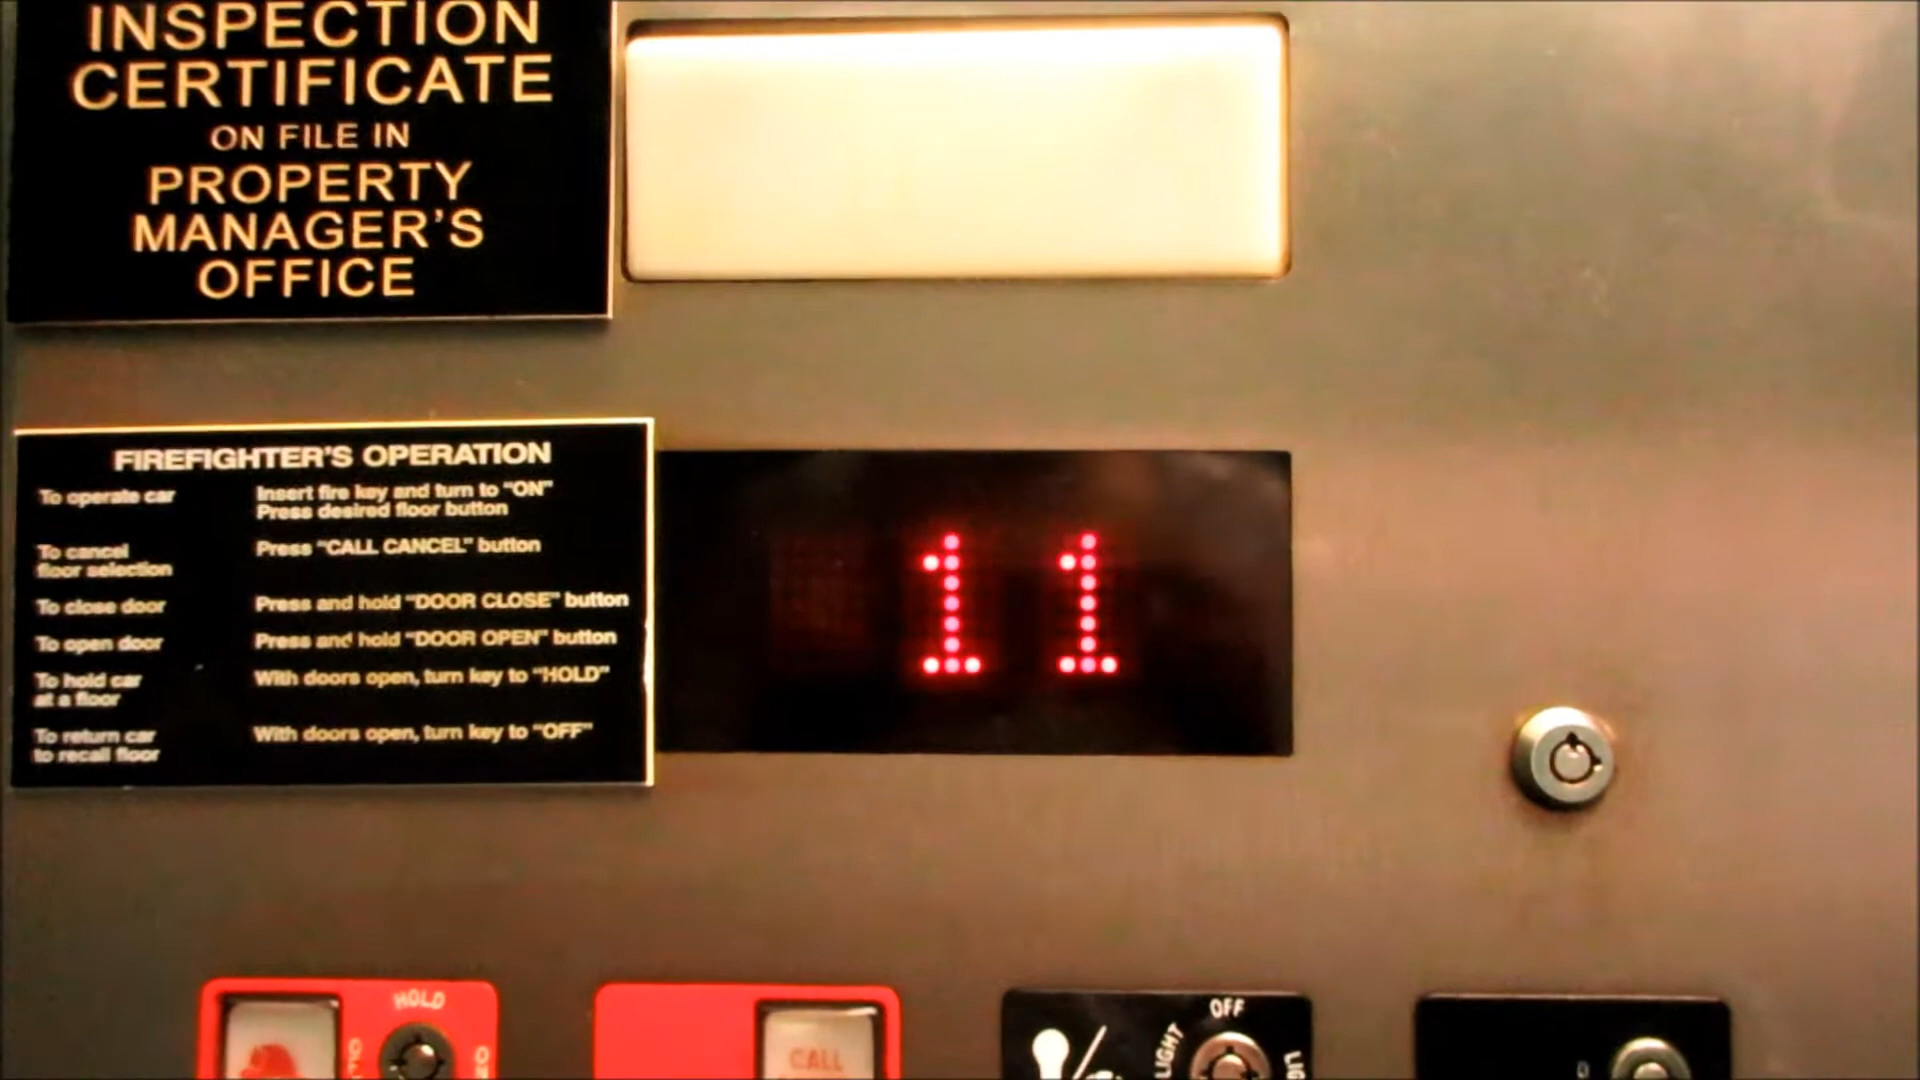 INSPECTION
CERTIFICATE
ON FILE IN
PROPERTY
MANAGER'S
OFFICE
FIREFIGHTER'S OPERATION
To operate car Insert fire key and turn to "ON"
Press desired floor button
To cancel
floor selection Press "CALL CANCEL" button
To close door Press and hold "DOOR CLOSE" button
To open door Press and hold "DOOR OPEN" button
To hold car
at a floor With doors open, turn key to "HOLD"
To return car
to recall floor With doors open, turn key to "OFF"
11
HOLD
CALL
OFF
LIGHT